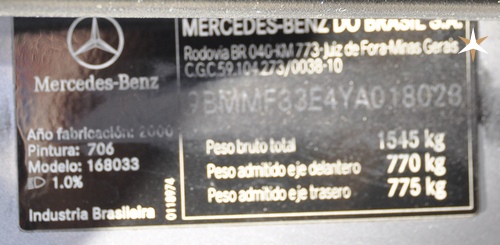 MERCEDES-BENZ DO BRASIL S.A.
Rodovia BR 040-KM 773-Juiz de Fora-Minas Gerais
C.G.C.59.104.273/0038-10
Mercedes-Benz
9BMMF33E4YA018028
Año fabricación: 2000
Pintura: 706
Modelo: 168033
1.0%
Industria Brasileira
0118974
Peso bruto total 1545 kg
Peso admitido eje delantero 770 kg
Peso admitido eje trasero 775 kg